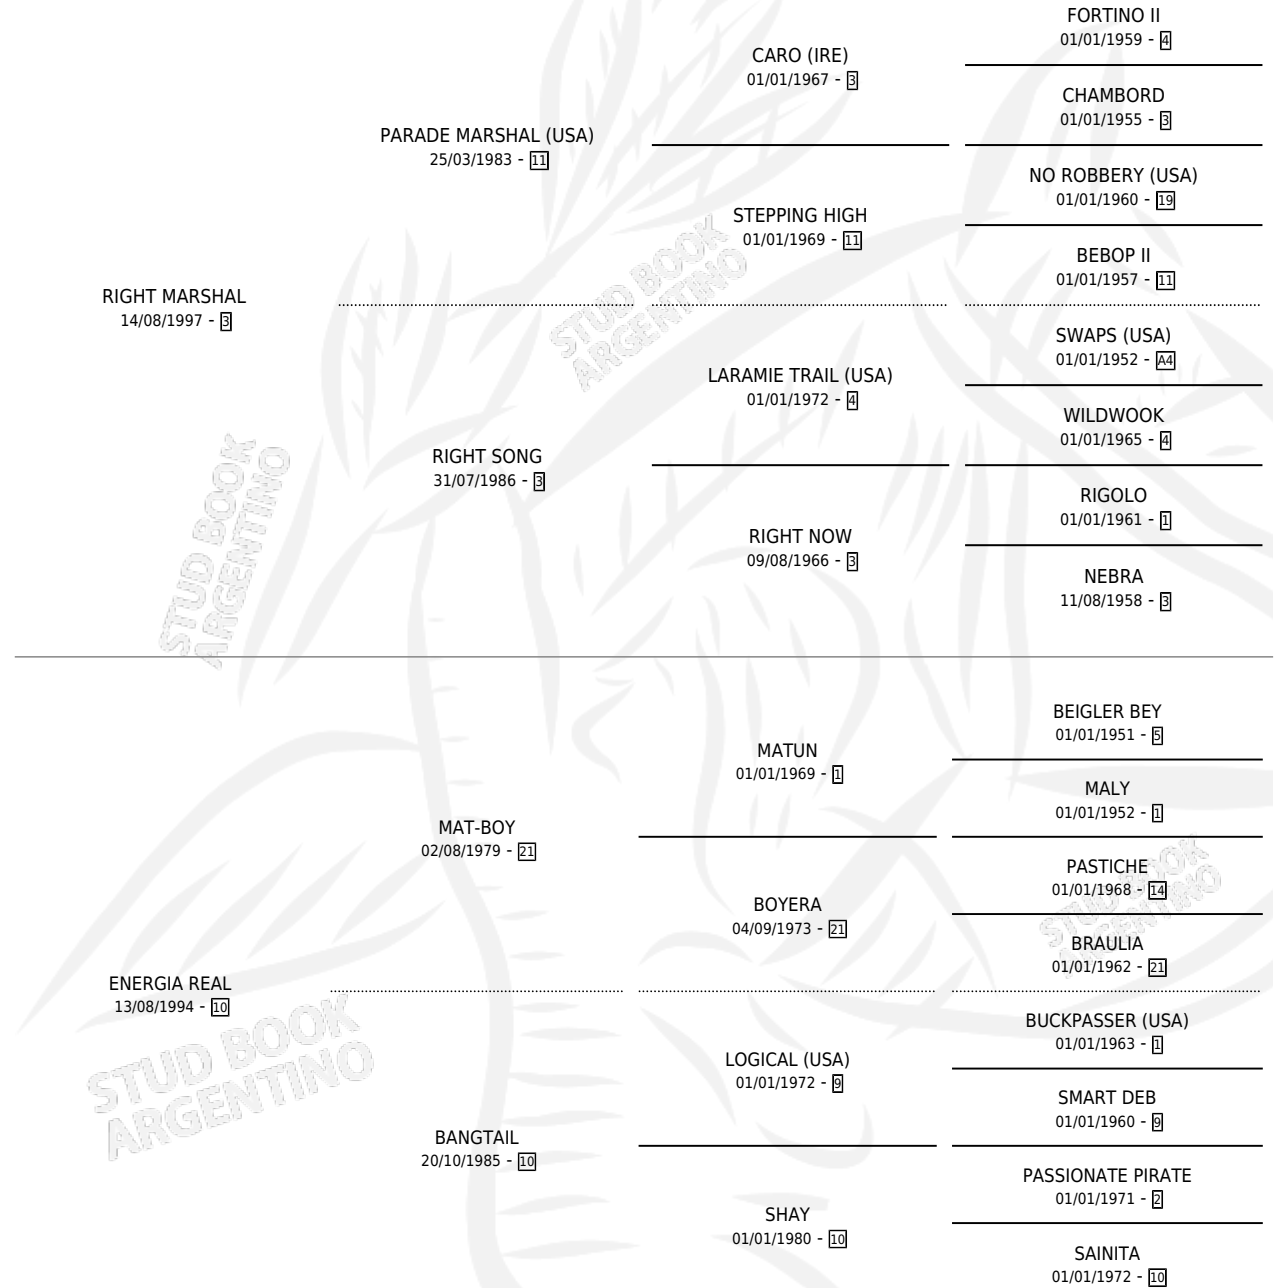 FORTINO II
01/01/1959 - 4
CARO (IRE)
01/01/1967 - 3
CHAMBORD
01/01/1955 - 3
PARADE MARSHAL (USA)
25/03/1983 - 11
NO ROBBERY (USA)
01/01/1960 - 19
STEPPING HIGH
01/01/1969 - 11
BEBOP II
01/01/1957 - 11
RIGHT MARSHAL
14/08/1997 - 3
STUD BOOK
ARGENTINO
SWAPS (USA)
01/01/1952 - A4
LARAMIE TRAIL (USA)
01/01/1972 - 4
WILDWOOK
01/01/1965 - 4
RIGHT SONG
31/07/1986 - 3
RIGOLO
01/01/1961 - 1
RIGHT NOW
09/08/1966 - 3
NEBRA
11/08/1958 - 3
STUD BOOK
ARGENTINO
BEIGLER BEY
01/01/1951 - 5
MATUN
01/01/1969 - 1
MALY
01/01/1952 - 1
MAT-BOY
02/08/1979 - 21
PASTICHE
01/01/1968 - 14
BOYERA
04/09/1973 - 21
BRAULIA
01/01/1962 - 21
STUD BOOK
ARGENTINO
ENERGIA REAL
13/08/1994 - 10
BUCKPASSER (USA)
01/01/1963 - 1
LOGICAL (USA)
01/01/1972 - 9
SMART DEB
01/01/1960 - 9
STUD BOOK
ARGENTINO
BANGTAIL
20/10/1985 - 10
PASSIONATE PIRATE
01/01/1971 - 2
SHAY
01/01/1980 - 10
SAINITA
01/01/1972 - 10